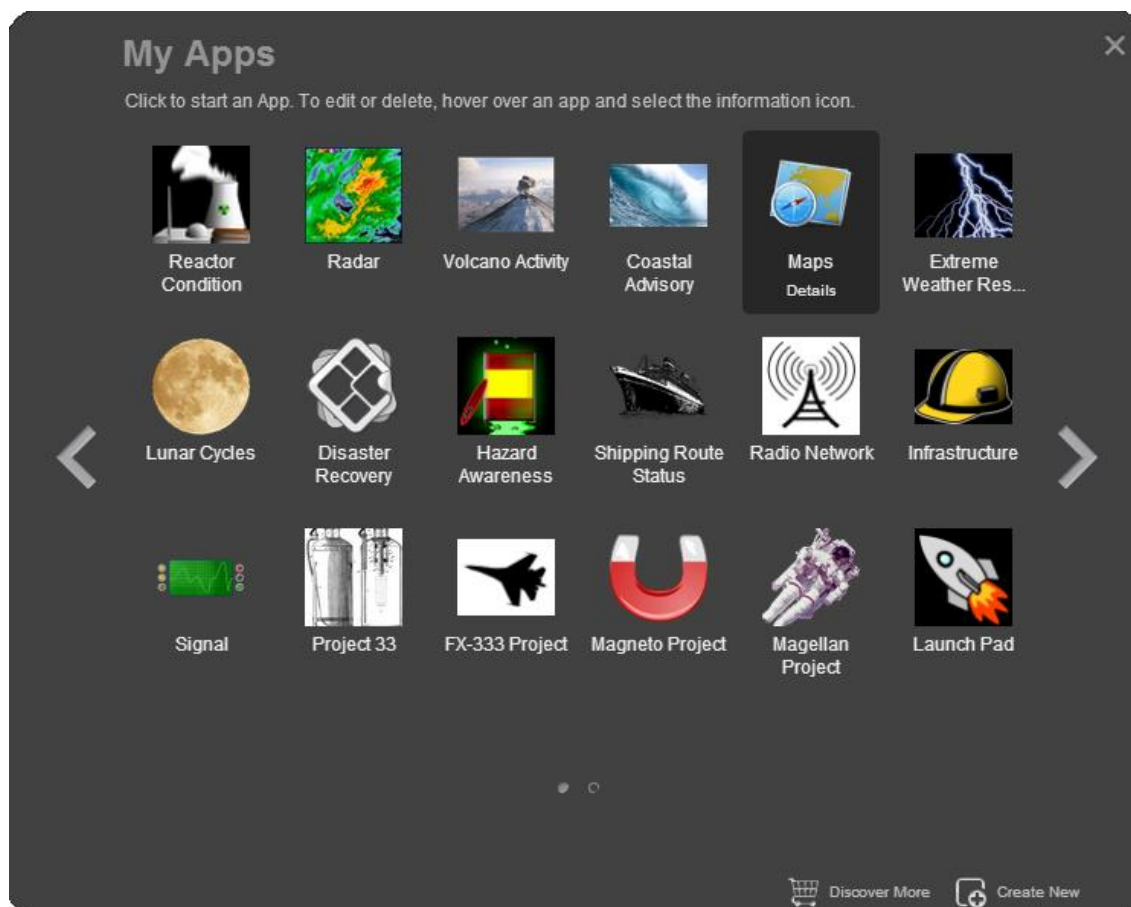 My Apps
Click to start an App. To edit or delete, hover over an app and select the information icon.
Reactor
Condition
Radar
Volcano Activity
Coastal
Advisory
Maps
Details
Extreme
Weather Res...
Lunar Cycles
Disaster
Recovery
Hazard
Awareness
Shipping Route
Status
Radio Network
Infrastructure
Signal
Project 33
FX-333 Project
Magneto Project
Magellan
Project
Launch Pad
Discover More
Create New